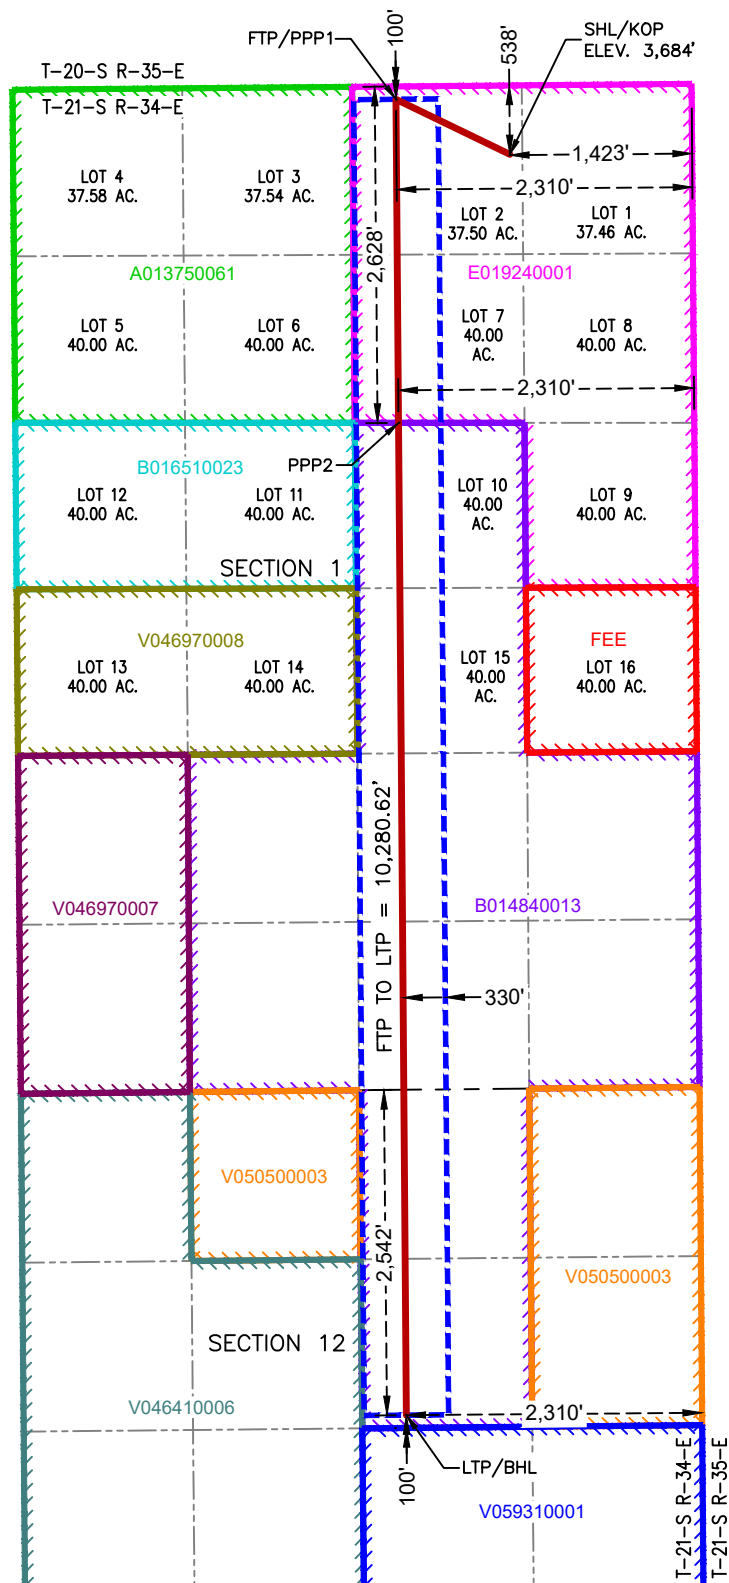 FTP/PPP1
100'
538'
SHL/KOP
ELEV. 3,684'
T-20-S R-35-E
T-21-S R-34-E
1,423'
2,310'
LOT 4
37.58 AC.
LOT 3
37.54 AC.
LOT 2
37.50 AC.
LOT 1
37.46 AC.
2,628'
A013750061
E019240001
LOT 5
40.00 AC.
LOT 6
40.00 AC.
LOT 7
40.00
AC.
LOT 8
40.00 AC.
2,310'
B016510023
PPP2
LOT 12
40.00 AC.
LOT 11
40.00 AC.
LOT 10
40.00
AC.
LOT 9
40.00 AC.
SECTION 1
V046970008
FEE
LOT 13
40.00 AC.
LOT 14
40.00 AC.
LOT 15
40.00
AC.
LOT 16
40.00 AC.
FTP TO LTP = 10,280.62'
V046970007
B014840013
330'
V050500003
2,542'
V050500003
SECTION 12
V046410006
2,310'
LTP/BHL
100'
V059310001
T-21-S R-34-E
T-21-S R-35-E